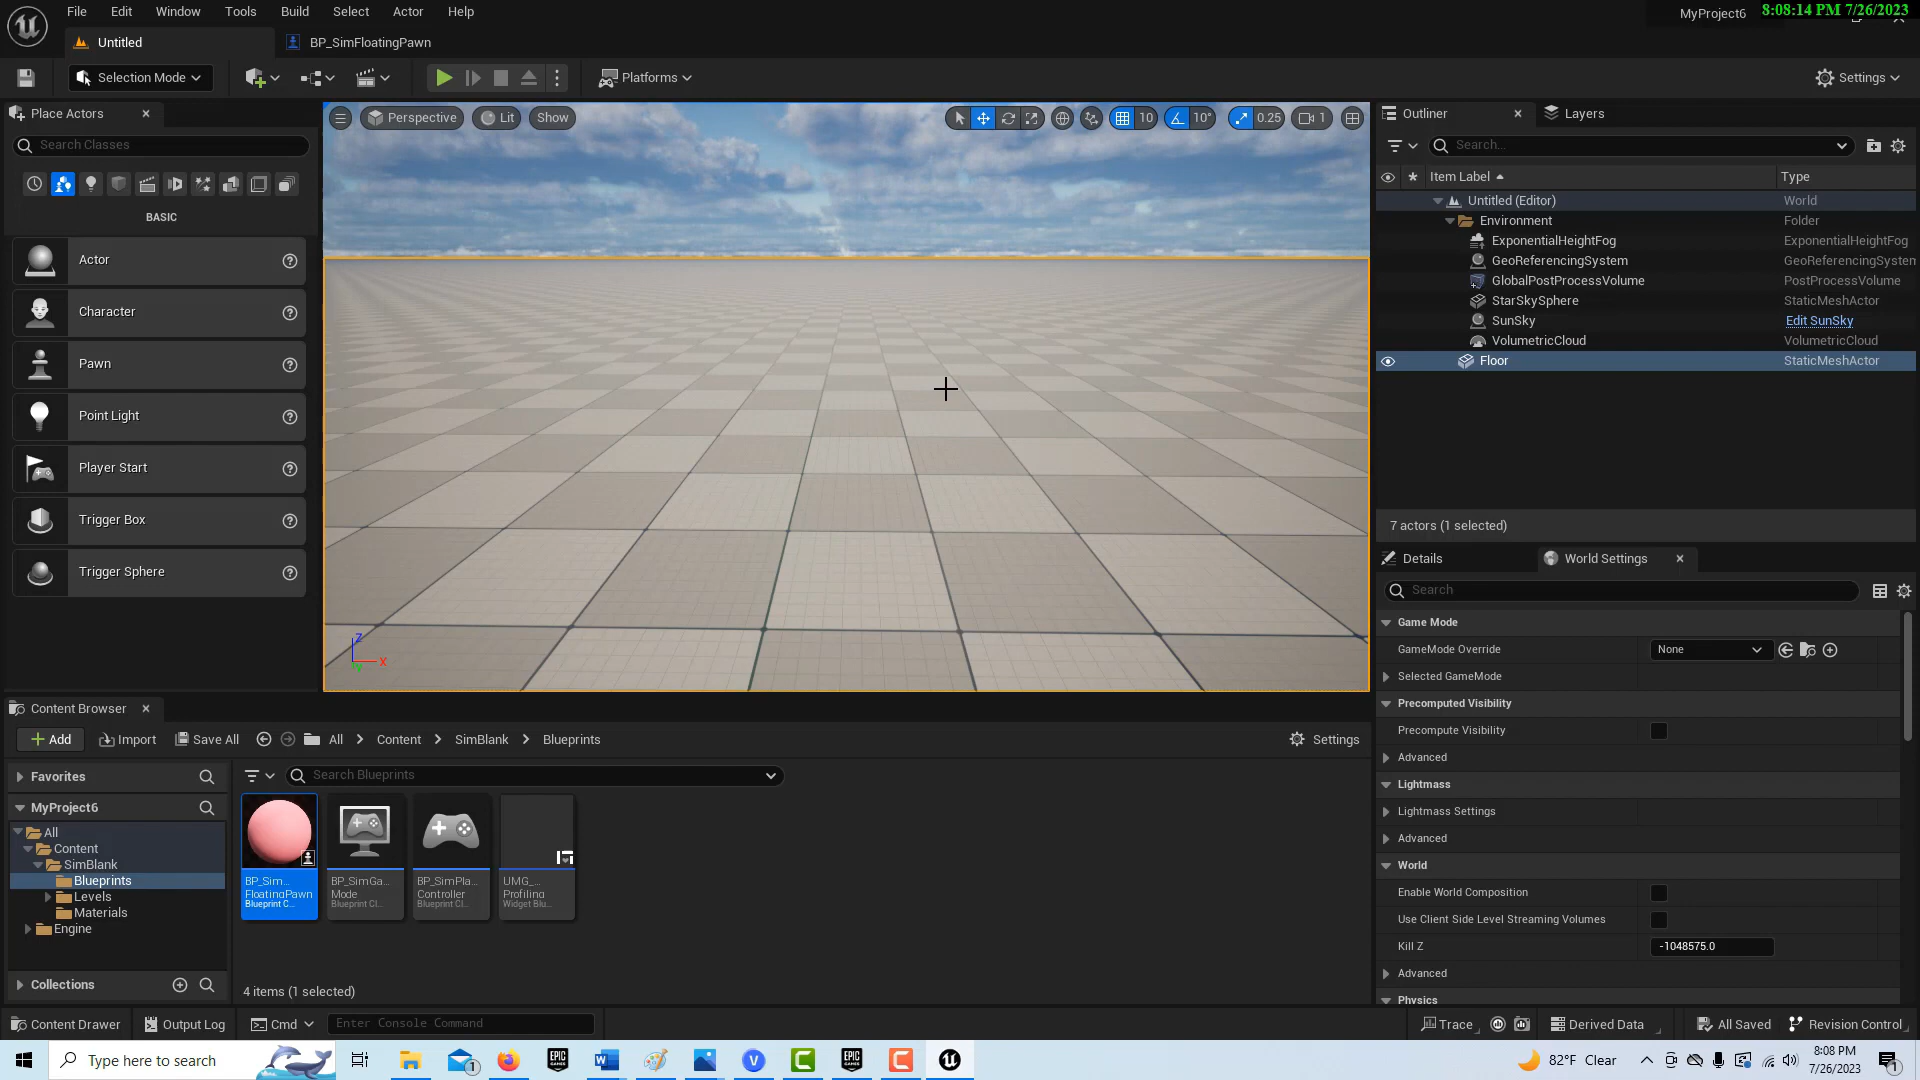 File Edit Window Tools Build Select Actor Help
MyProject6
8:08:14 PM 7/26/2023
Untitled
BP_SimFloatingPawn
Selection Mode
Platforms
Settings
Place Actors
Search Classes
BASIC
Actor
Character
Pawn
Point Light
Player Start
Trigger Box
Trigger Sphere
Perspective
Lit
Show
10
10°
0.25
1
Z
X
Outliner
Layers
Search...
Item Label
Type
Untitled (Editor) World
Environment Folder
ExponentialHeightFog ExponentialHeightFog
GeoReferencingSystem GeoReferencingSystem
GlobalPostProcessVolume PostProcessVolume
StarSkySphere StaticMeshActor
SunSky Edit SunSky
VolumetricCloud VolumetricCloud
Floor StaticMeshActor
7 actors (1 selected)
Details
World Settings
Search
Game Mode
GameMode Override None
Selected GameMode
Precomputed Visibility
Precompute Visibility
Advanced
Lightmass
Lightmass Settings
Advanced
World
Enable World Composition
Use Client Side Level Streaming Volumes
Kill Z -1048575.0
Advanced
Physics
Content Browser
Add
Import
Save All
All > Content > SimBlank > Blueprints
Settings
Favorites
MyProject6
All
Content
SimBlank
Blueprints
Levels
Materials
Engine
Collections
Search Blueprints
BP_Sim...
FloatingPawn
Blueprint C...
BP_SimGa...
Mode
Blueprint Cl...
BP_SimPla...
Controller
Blueprint Cl...
UMG_...
Profiling
Widget Blu...
4 items (1 selected)
Content Drawer
Output Log
Cmd
Enter Console Command
Trace
Derived Data
All Saved
Revision Control
Type here to search
82°F Clear
8:08 PM
7/26/2023